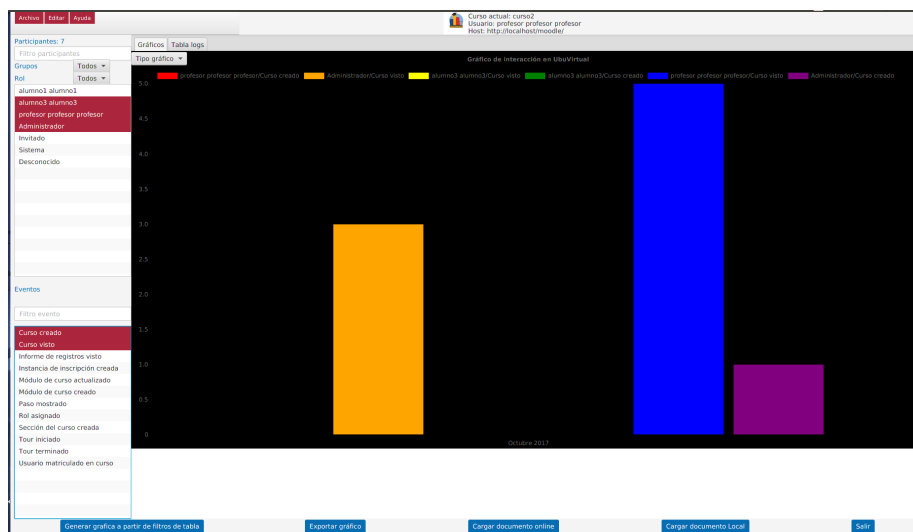 Archivo Editar Ayuda
Curso actual: curso2
Usuario: profesor profesor profesor
Host: http://localhost/moodle/
Participantes: 7
Filtro participantes
Grupos Todos
Rol Todos
alumno1 alumno1
alumno3 alumno3
profesor profesor profesor
Administrador
Invitado
Sistema
Desconocido
Eventos
Filtro evento
Curso creado
Curso visto
Informe de registros visto
Instancia de inscripción creada
Módulo de curso actualizado
Módulo de curso creado
Paso mostrado
Rol asignado
Sección del curso creada
Tour iniciado
Tour terminado
Usuario matriculado en curso
Gráficos Tabla logs
Tipo gráfico
Gráfico de interacción en UbuVirtual
profesor profesor profesor/Curso creado Administrador/Curso visto alumno3 alumno3/Curso visto alumno3 alumno3/Curso creado profesor profesor profesor/Curso visto Administrador/Curso creado
5.0
4.0
3.5
3.0
2.5
2.0
1.5
1.0
0.5
0
Octubre 2017
Generar grafica a partir de filtros de tabla Exportar gráfico Cargar documento online Cargar documento Local Salir